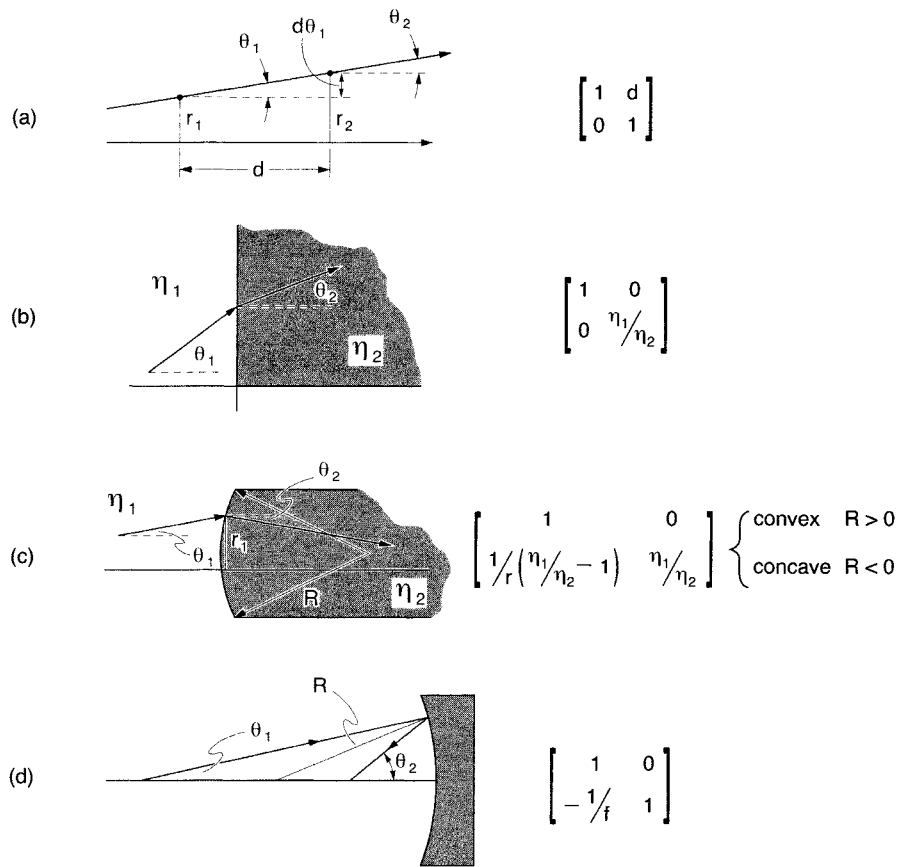 (a)
θ1
dθ1
θ2
r1
r2
d
[1 d
0 1]
(b)
η1
θ1
θ2
η2
[1 0
0 η1/η2]
(c)
η1
θ1
r1
θ2
R
η2
[1 0
1/r(η1/η2 − 1) η1/η2]
{convex R > 0
concave R < 0
(d)
θ1
R
θ2
[1 0
− 1/f 1]